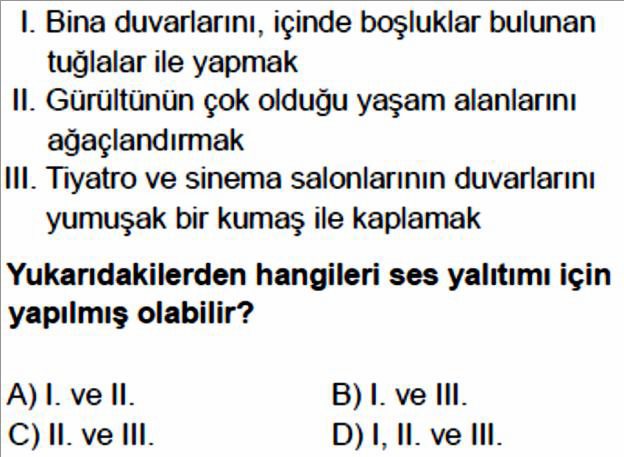 I. Bina duvarlarını, içinde boşluklar bulunan
tuğlalar ile yapmak
II. Gürültünün çok olduğu yaşam alanlarını
ağaçlandırmak
III. Tiyatro ve sinema salonlarının duvarlarını
yumuşak bir kumaş ile kaplamak
Yukarıdakilerden hangileri ses yalıtımı için
yapılmış olabilir?
A) I. ve II. B) I. ve III.
C) II. ve III. D) I, II. ve III.